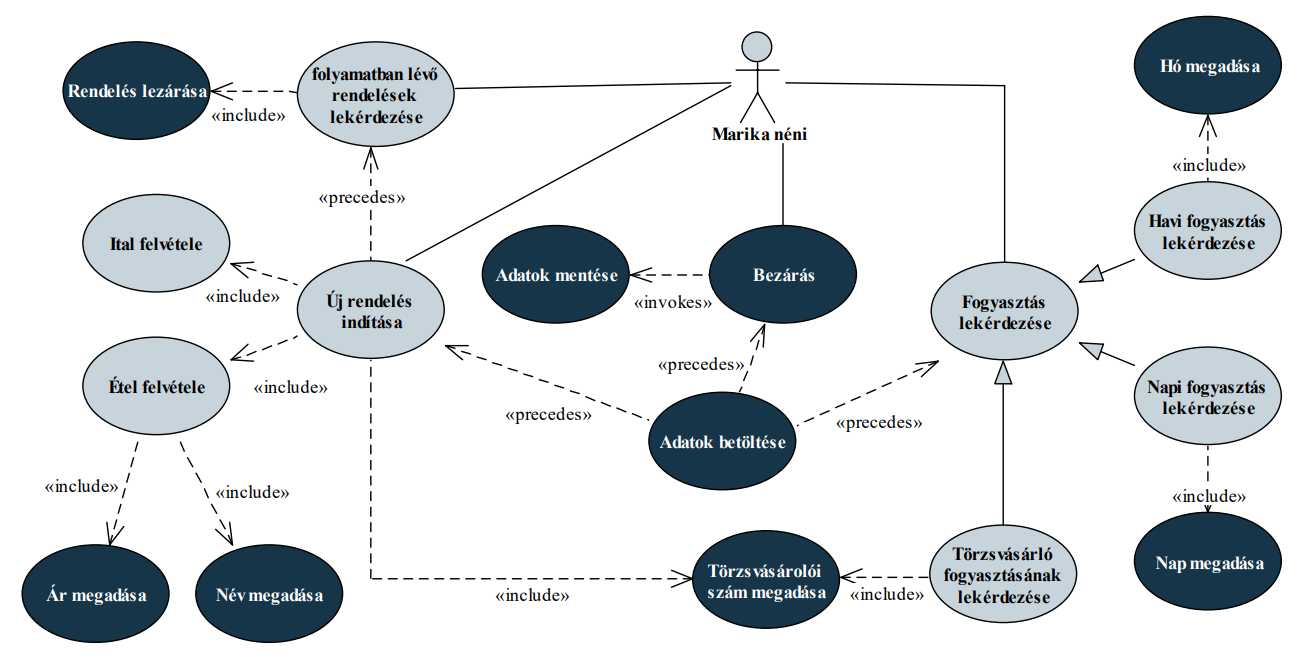 Hó megadása
folyamatban lévő
rendelések
lekérdezése
Rendelés lezárása
«include»
Marika néni
«include»
«precedes»
Havi fogyasztás
lekérdezése
Ital felvétele
Adatok mentése
Bezárás
«include»
«invokes»
Új rendelés
indítása
Fogyasztás
lekérdezése
«precedes»
Étel felvétele
«include»
Napi fogyasztás
lekérdezése
«precedes»
«precedes»
Adatok betöltése
«include»
«include»
«include»
Törzsvásárló
fogyasztásának
lekérdezése
Nap megadása
Törzsvásárolói
szám megadása
Ár megadása
Név megadása
«include»
«include»